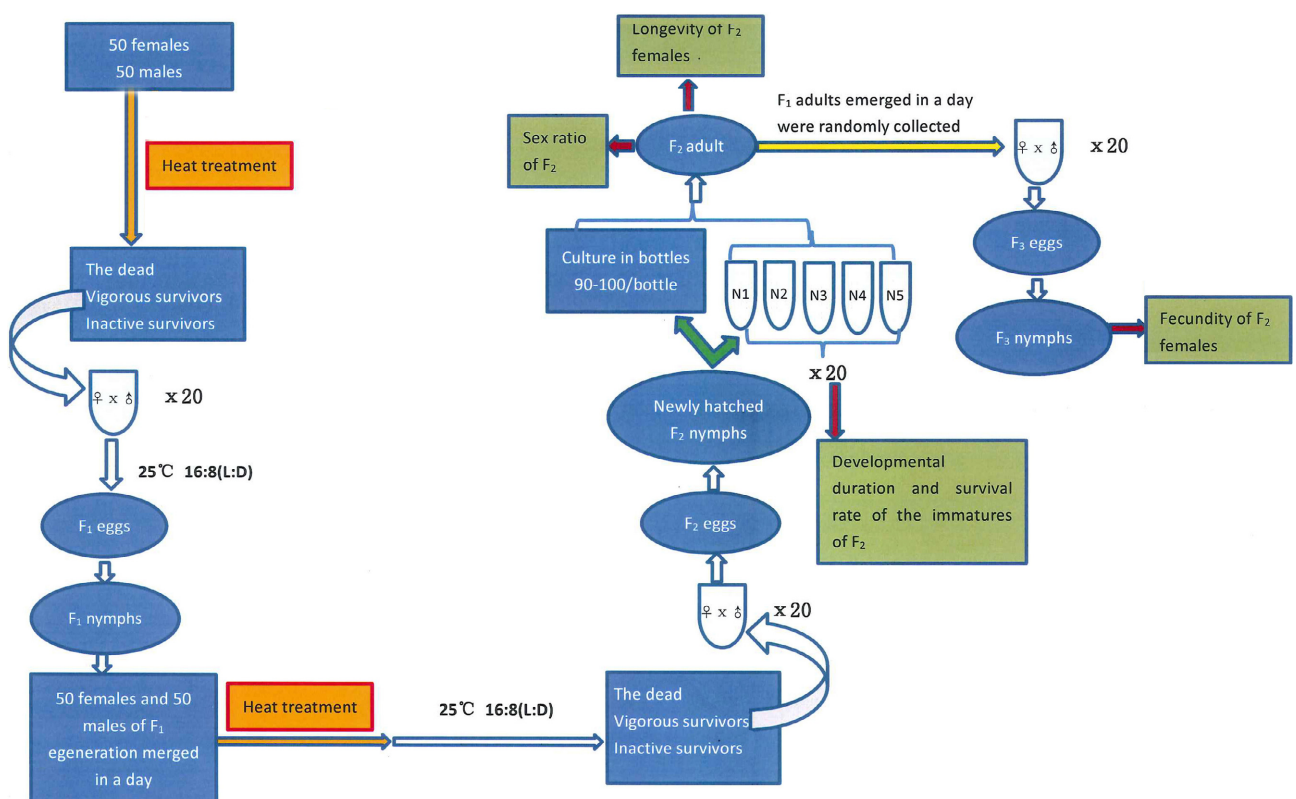 50 females
50 males
Heat treatment
The dead
Vigorous survivors
Inactive survivors
♀ x ♂
x 20
25℃ 16:8(L:D)
F₁ eggs
F₁ nymphs
50 females and 50
males of F₁
egeneration merged
in a day
Heat treatment
25℃ 16:8(L:D)
The dead
Vigorous survivors
Inactive survivors
♀ x ♂
x 20
F₂ eggs
Newly hatched
F₂ nymphs
Culture in bottles
90-100/bottle
N1
N2
N3
N4
N5
x 20
Developmental
duration and survival
rate of the immatures
of F₂
F₂ adult
Sex ratio
of F₂
Longevity of F₂
females .
F₁ adults emerged in a day
were randomly collected
♀ x ♂
x 20
F₃ eggs
F₃ nymphs
Fecundity of F₂
females